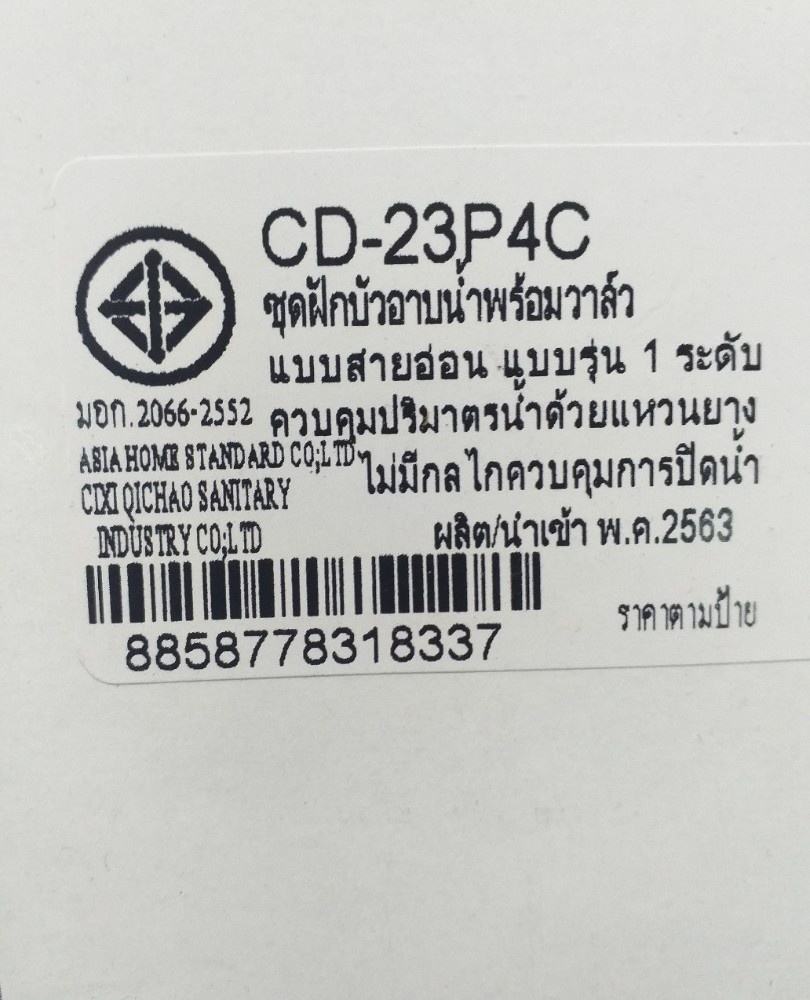 CD-23P4C
ชุดฝักบัวอาบน้ำพร้อมวาล์ว
แบบสายอ่อน แบบรุ่น 1 ระดับ
มอก.2066-2552
ควบคุมปริมาตรน้ำด้วยแหวนยาง
ASIA HOME STANDARD CO;LTD
ไม่มีกลไกควบคุมการปิดน้ำ
CIXI QICHAO SANITARY
INDUSTRY CO;LTD
ผลิต/นำเข้า พ.ค.2563
8858778318337
ราคาตามป้าย